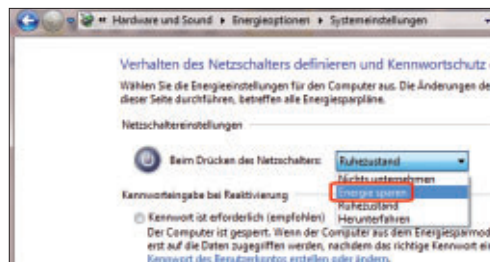 Hardware und Sound ▸ Energieoptionen ▸ Systemeinstellungen
Verhalten des Netzschalters definieren und Kennwortschutz
Wählen Sie die Energieeinstellungen für den Computer aus. Die Änderungen de
dieser Seite durchführen, betreffen alle Energiesparpläne.
Netzschaltereinstellungen
Beim Drücken des Netzschalters: Ruhezustand
Nichts unternehmen
Energie sparen
Ruhezustand
Herunterfahren
Kennworteingabe bei Reaktivierung
Kennwort ist erforderlich (empfohlen)
Der Computer ist gesperrt. Wenn der Computer aus dem Energiesparmod
erst auf die Daten zugegriffen werden, nachdem das richtige Kennwort ein
Kennwort des Benutzerkontos erstellen oder ändern.